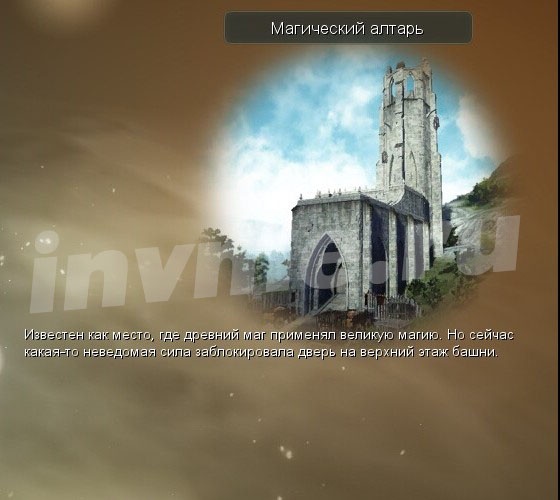 Магический алтарь
Известен как место, где древний маг применял великую магию. Но сейчас
какая-то неведомая сила заблокировала дверь на верхний этаж башни.